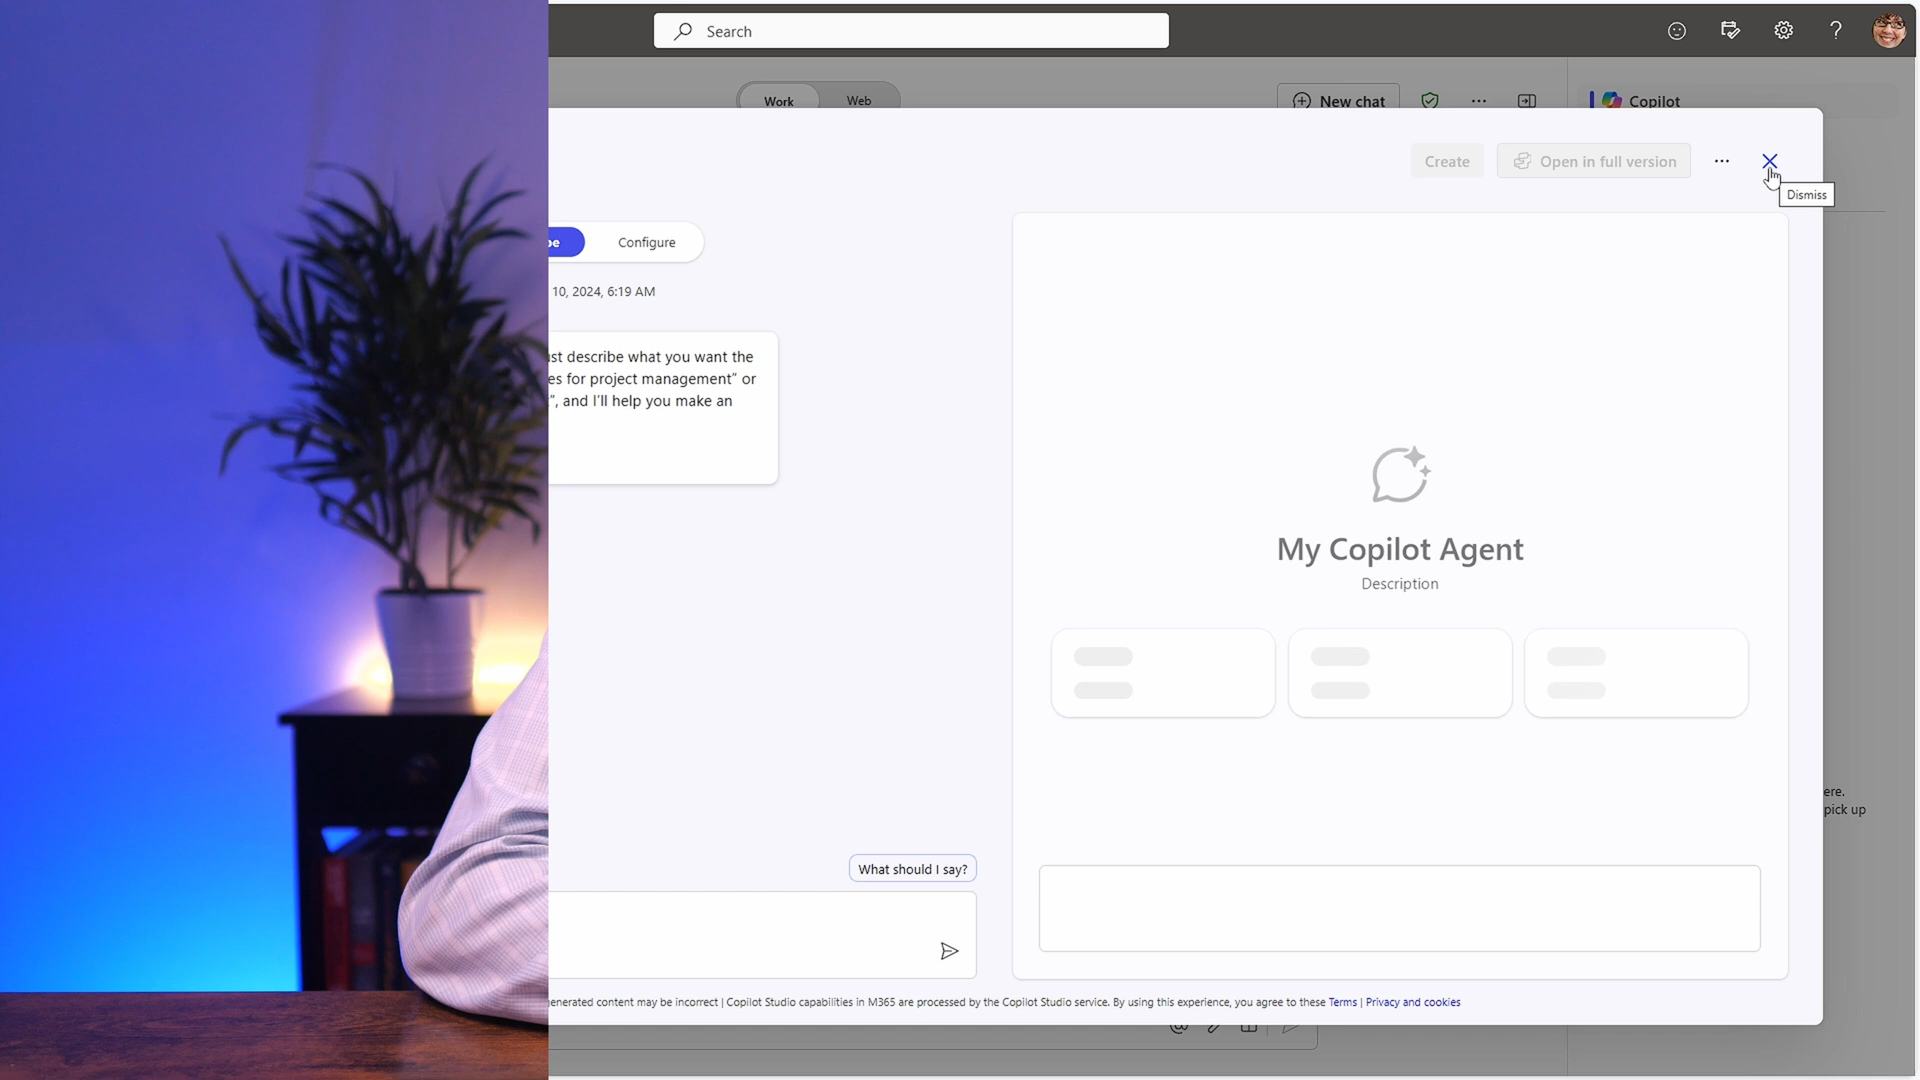 Search
Work
Web
New chat
Copilot
Create
Open in full version
Dismiss
Configure
10, 2024, 6:19 AM
describe what you want the
for project management" or
", and I'll help you make an
My Copilot Agent
Description
ere.
pick up
What should I say?
enerated content may be incorrect | Copilot Studio capabilities in M365 are processed by the Copilot Studio service. By using this experience, you agree to these Terms | Privacy and cookies